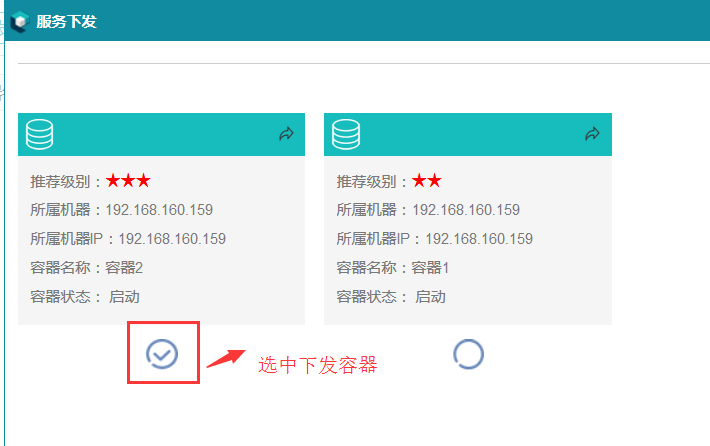 服务下发
推荐级别：★★★
所属机器：192.168.160.159
所属机器IP：192.168.160.159
容器名称：容器2
容器状态： 启动
推荐级别：★★
所属机器：192.168.160.159
所属机器IP：192.168.160.159
容器名称：容器1
容器状态： 启动
选中下发容器